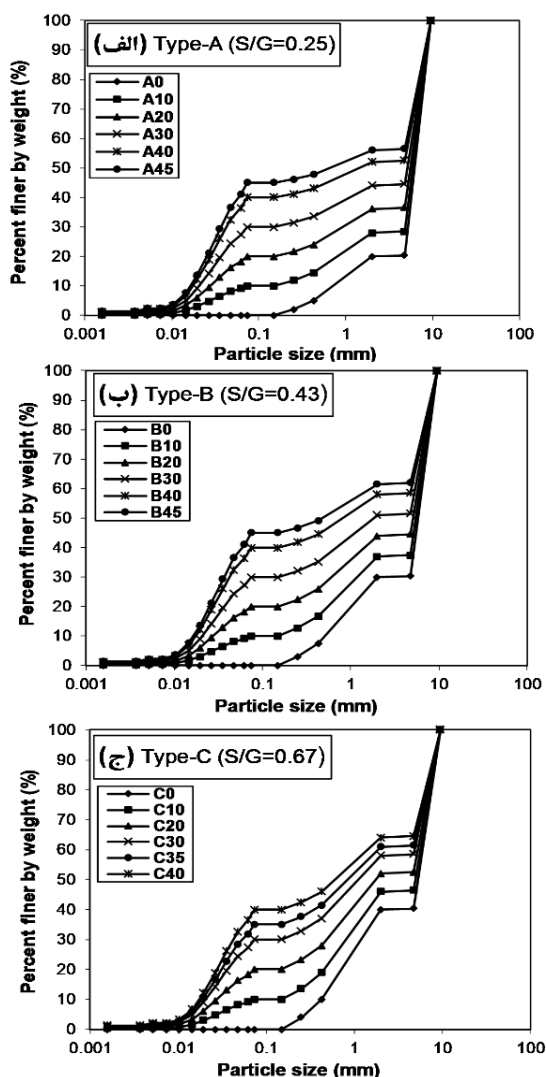 (الف) Type-A (S/G=0.25)
Percent finer by weight (%)
100
90
80
70
60
50
40
30
20
10
0
A0
A10
A20
A30
A40
A45
0.001 0.01 0.1 1 10 100
Particle size (mm)
(ب) Type-B (S/G=0.43)
Percent finer by weight (%)
100
90
80
70
60
50
40
30
20
10
0
B0
B10
B20
B30
B40
B45
0.001 0.01 0.1 1 10 100
Particle size (mm)
(ج) Type-C (S/G=0.67)
Percent finer by weight (%)
100
90
80
70
60
50
40
30
20
10
0
C0
C10
C20
C30
C35
C40
0.001 0.01 0.1 1 10 100
Particle size (mm)